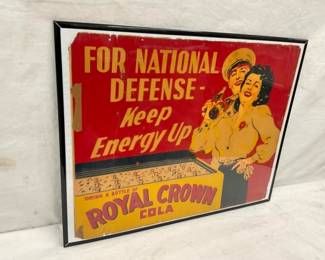 FOR NATIONAL
DEFENSE-
Keep
Energy Up
DRINK A BOTTLE OF
ROYAL CROWN
COLA